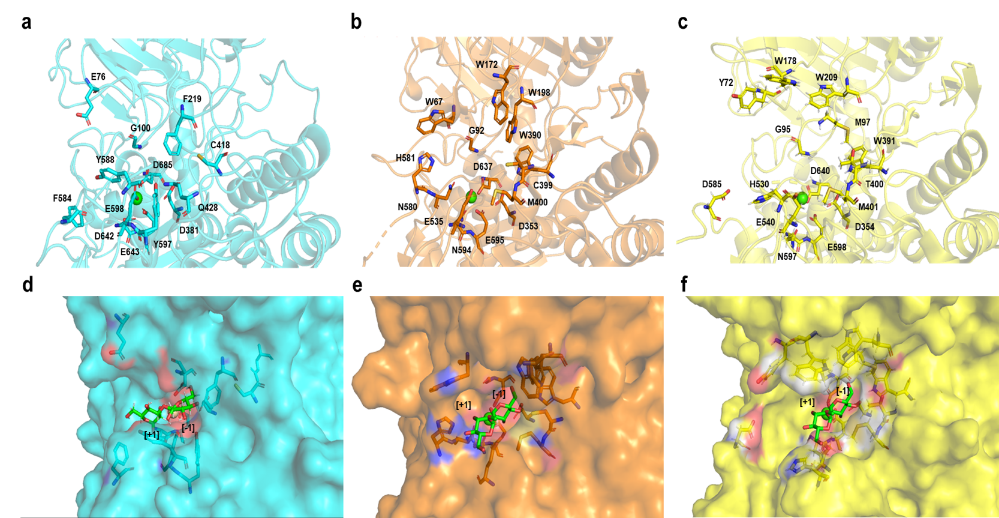 a
E76
F219
G100
C418
Y588
D685
F584
E598
Q428
D642
D381
E643
Y597
b
W172
W198
W67
G92
W390
H581
D637
C399
N580
M400
E535
D353
N594
E595
c
W178
Y72
W209
M97
G95
W391
D640
D585
H530
T400
M401
E540
D354
E598
N597
d
[+1]
[-1]
e
[+1]
[-1]
f
[+1]
[-1]